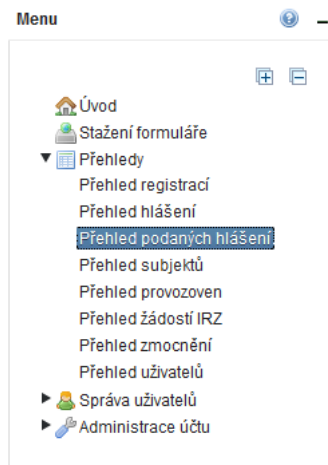 Menu
Úvod
Stažení formuláře
Přehledy
Přehled registrací
Přehled hlášení
Přehled podaných hlášení
Přehled subjektů
Přehled provozoven
Přehled žádostí IRZ
Přehled zmocnění
Přehled uživatelů
Správa uživatelů
Administrace účtu